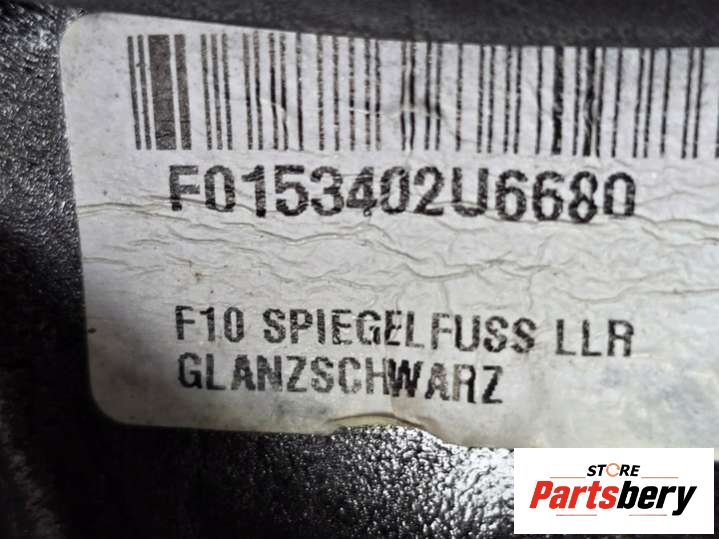 F0153402U6680
F10 SPIEGELFUSS LLR
GLANZSCHWARZ
STORE
Partsbery